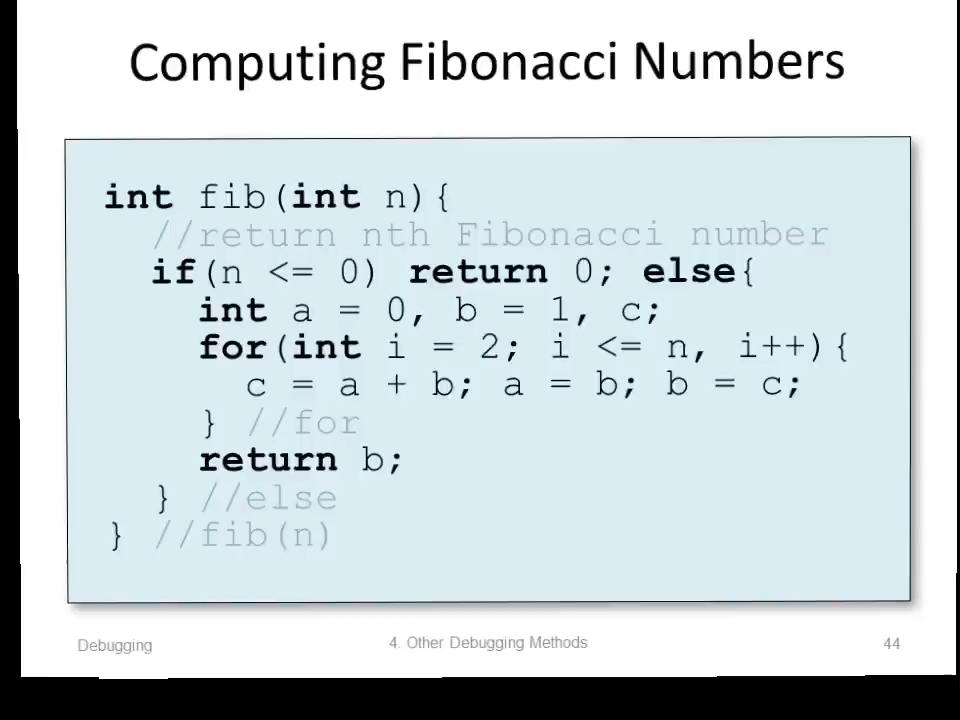 Computing Fibonacci Numbers
int fib(int n){
//return nth Fibonacci number
if(n <= 0) return 0; else{
int a = 0, b = 1, c;
for(int i = 2; i <= n, i++){
c = a + b; a = b; b = c;
} //for
return b;
} //else
} //fib(n)
Debugging
4. Other Debugging Methods
44